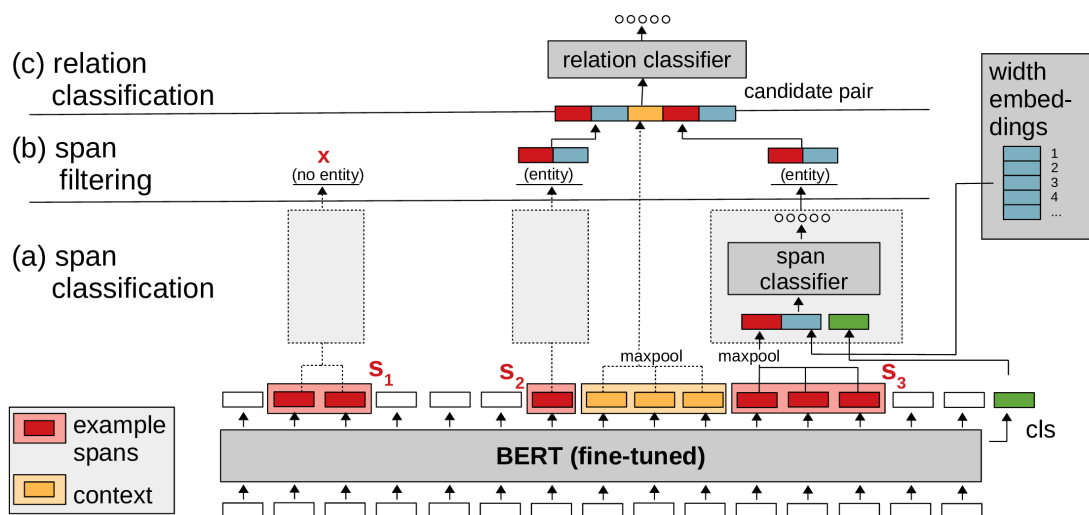 (c) relation
classification
relation classifier
candidate pair
width
embed-
dings
1
2
3
4
...
(b) span
filtering
x
(no entity)
(entity)
(entity)
(a) span
classification
span
classifier
maxpool
maxpool
S1
S2
S3
cls
BERT (fine-tuned)
example
spans
context